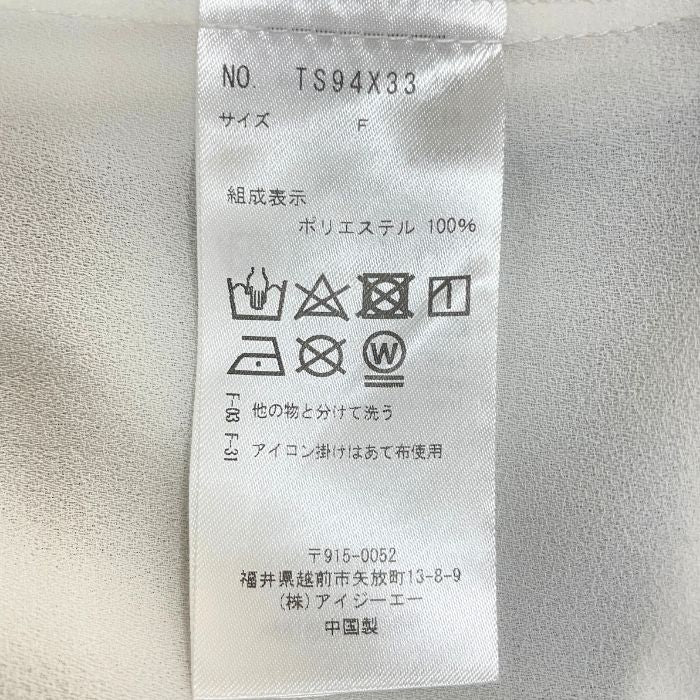 NO. TS94X33
サイズ F
組成表示
ポリエステル 100%
W
F-03 他の物と分けて洗う
F-31 アイコン掛けはあて布使用
〒915-0052
福井県越前市矢放町13-8-9
(株)アイジーエー
中国製